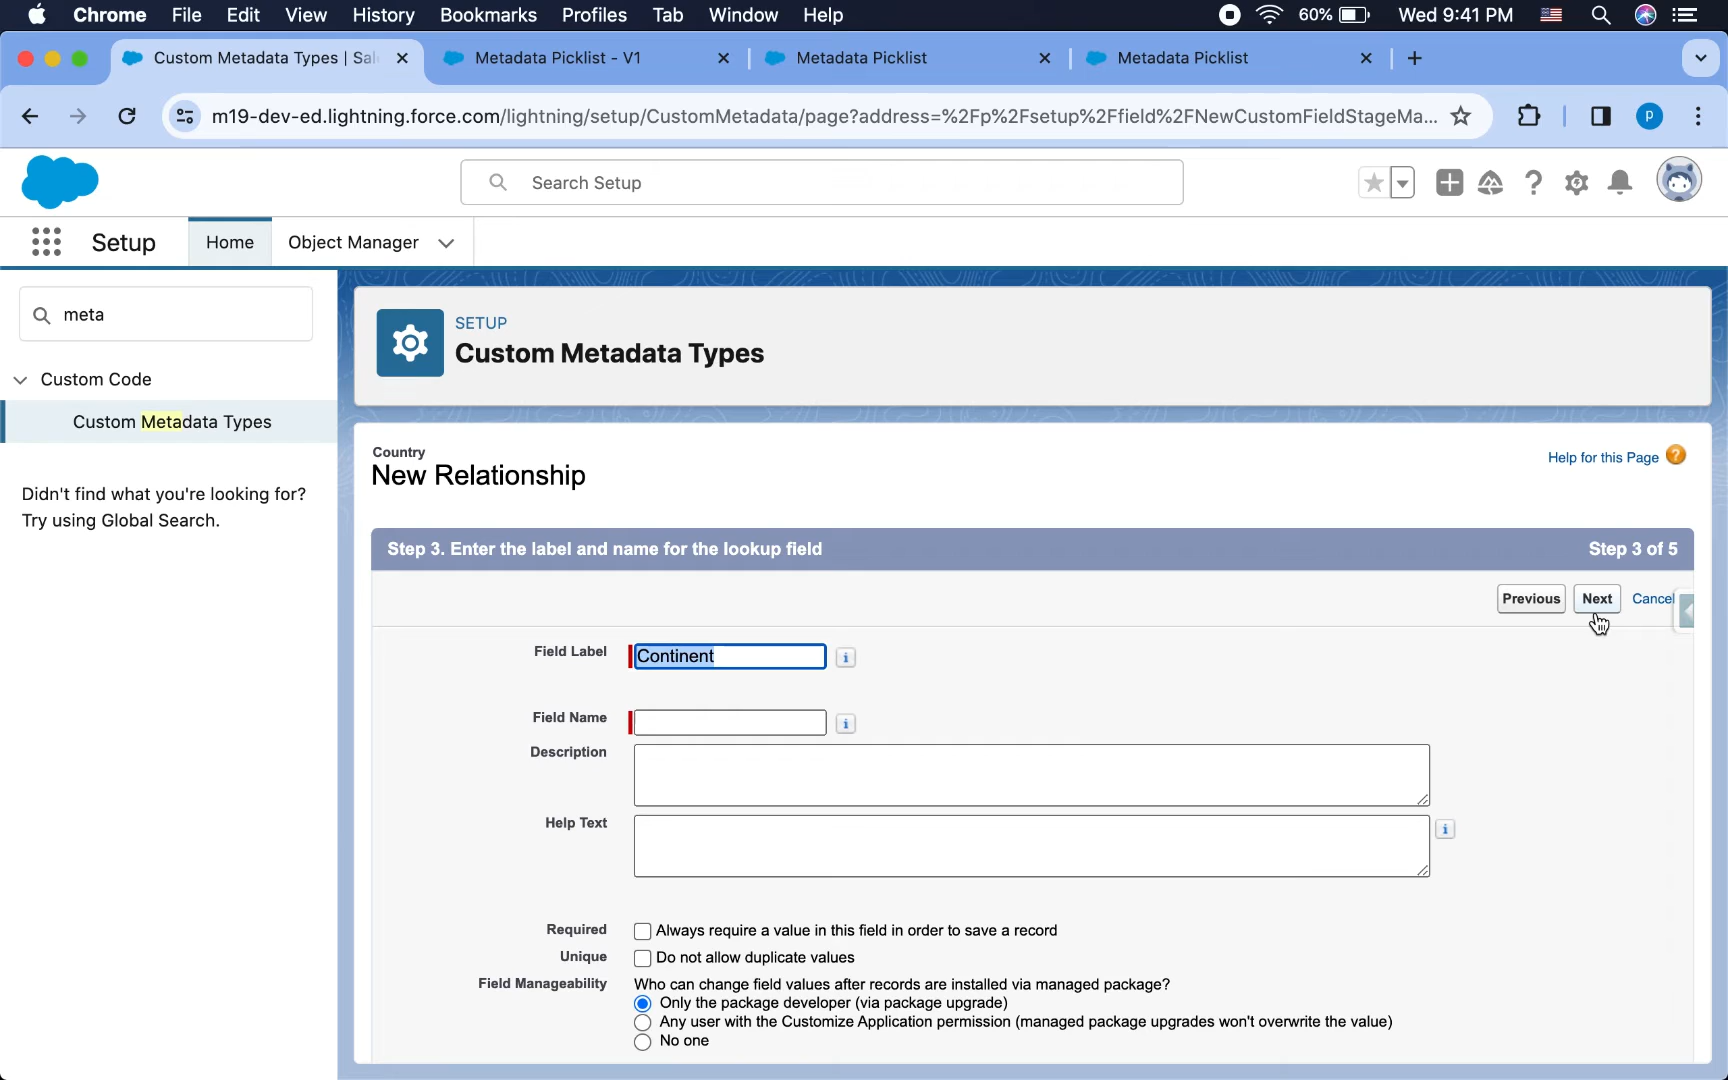 Chrome File Edit View History Bookmarks Profiles Tab Window Help 60% Wed 9:41 PM
Custom Metadata Types | Sal Metadata Picklist - V1 Metadata Picklist Metadata Picklist
m19-dev-ed.lightning.force.com/lightning/setup/CustomMetadata/page?address=%2Fp%2Fsetup%2Ffield%2FNewCustomFieldStageMa... P
Search Setup
Setup Home Object Manager
meta
Custom Code
Custom Metadata Types
Didn't find what you're looking for?
Try using Global Search.
SETUP
Custom Metadata Types
Country
New Relationship
Help for this Page ?
Step 3. Enter the label and name for the lookup field Step 3 of 5
Previous Next Cancel
Field Label Continent i
Field Name i
Description
Help Text i
Required Always require a value in this field in order to save a record
Unique Do not allow duplicate values
Field Manageability Who can change field values after records are installed via managed package?
Only the package developer (via package upgrade)
Any user with the Customize Application permission (managed package upgrades won't overwrite the value)
No one